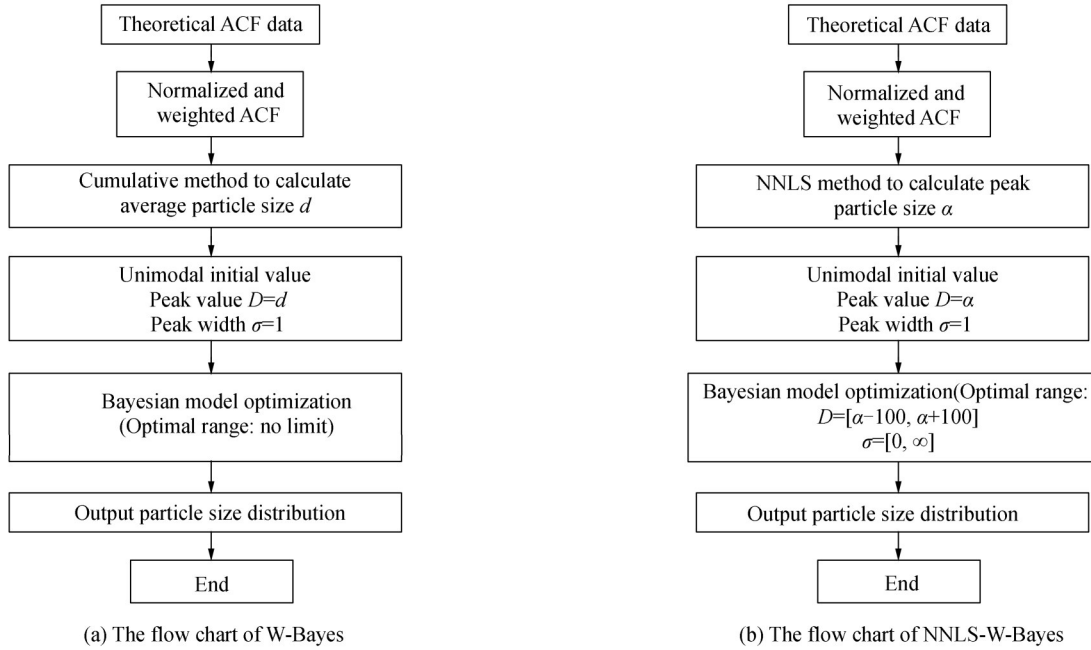 Theoretical ACF data
Normalized and
weighted ACF
Cumulative method to calculate
average particle size d
Unimodal initial value
Peak value D=d
Peak width σ=1
Bayesian model optimization
(Optimal range: no limit)
Output particle size distribution
End
(a) The flow chart of W-Bayes
Theoretical ACF data
Normalized and
weighted ACF
NNLS method to calculate peak
particle size α
Unimodal initial value
Peak value D=α
Peak width σ=1
Bayesian model optimization(Optimal range:
D=[α−100, α+100]
σ=[0, ∞]
Output particle size distribution
End
(b) The flow chart of NNLS-W-Bayes